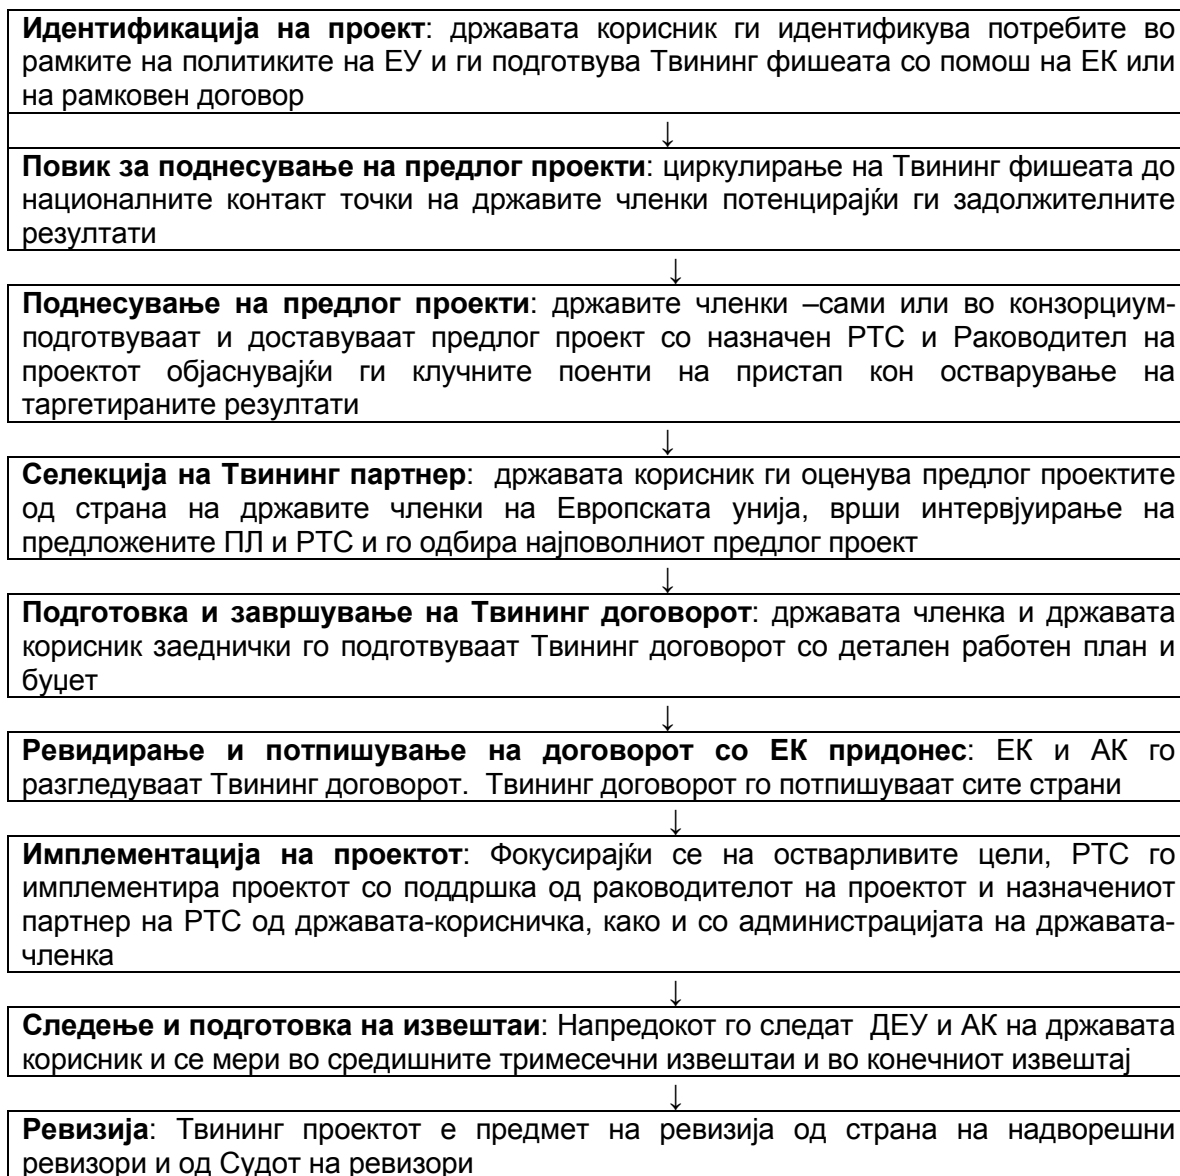 Идентификација на проект: државата корисник ги идентификува потребите во
рамките на политиките на ЕУ и ги подготвува Твининг фишеата со помош на ЕК или
на рамковен договор
↓
Повик за поднесување на предлог проекти: циркулирање на Твининг фишеата до
националните контакт точки на државите членки потенцирајќи ги задолжителните
резултати
↓
Поднесување на предлог проекти: државите членки –сами или во конзорциум-
подготвуваат и доставуваат предлог проект со назначен РТС и Раководител на
проектот објаснувајќи ги клучните поенти на пристап кон остварување на
таргетираните резултати
↓
Селекција на Твининг партнер: државата корисник ги оценува предлог проектите
од страна на државите членки на Европската унија, врши интервјуирање на
предложените ПЛ и РТС и го одбира најповолниот предлог проект
↓
Подготовка и завршување на Твининг договорот: државата членка и државата
корисник заеднички го подготвуваат Твининг договорот со детален работен план и
буџет
↓
Ревидирање и потпишување на договорот со ЕК придонес: ЕК и АК го
разгледуваат Твининг договорот. Твининг договорот го потпишуваат сите страни
↓
Имплементација на проектот: Фокусирајќи се на остварливите цели, РТС го
имплементира проектот со поддршка од раководителот на проектот и назначениот
партнер на РТС од државата-корисничка, како и со администрацијата на државата-
членка
↓
Следење и подготовка на извештаи: Напредокот го следат ДЕУ и АК на државата
корисник и се мери во средишните тримесечни извештаи и во конечниот извештај
↓
Ревизија: Твининг проектот е предмет на ревизија од страна на надворешни
ревизори и од Судот на ревизори